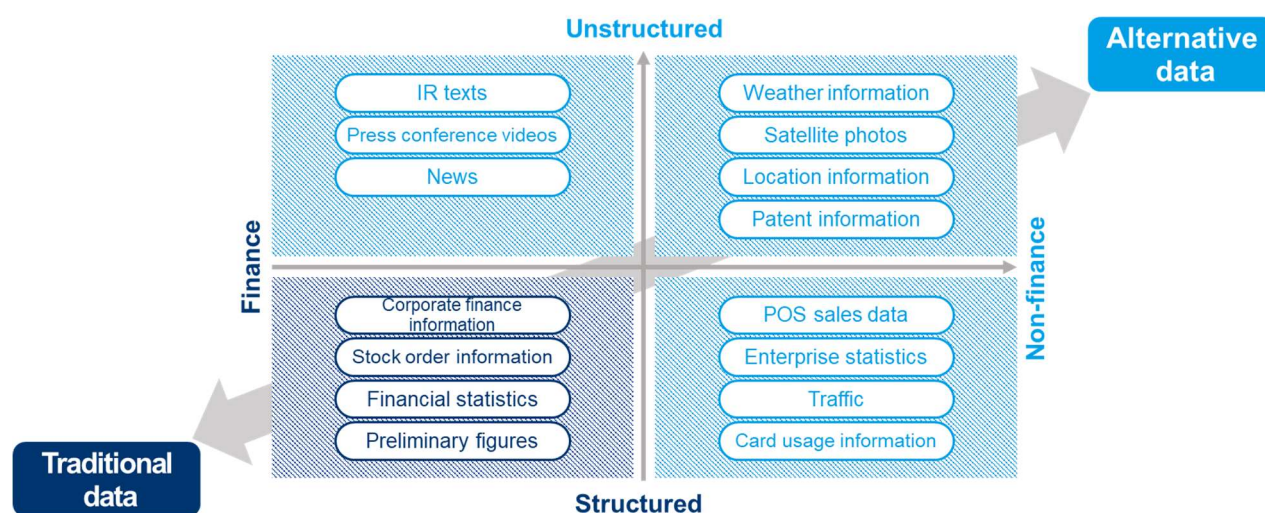 Unstructured
Alternative
data
IR texts
Press conference videos
News
Weather information
Satellite photos
Location information
Patent information
Finance
Non-finance
Corporate finance
information
Stock order information
Financial statistics
Preliminary figures
POS sales data
Enterprise statistics
Traffic
Card usage information
Traditional
data
Structured